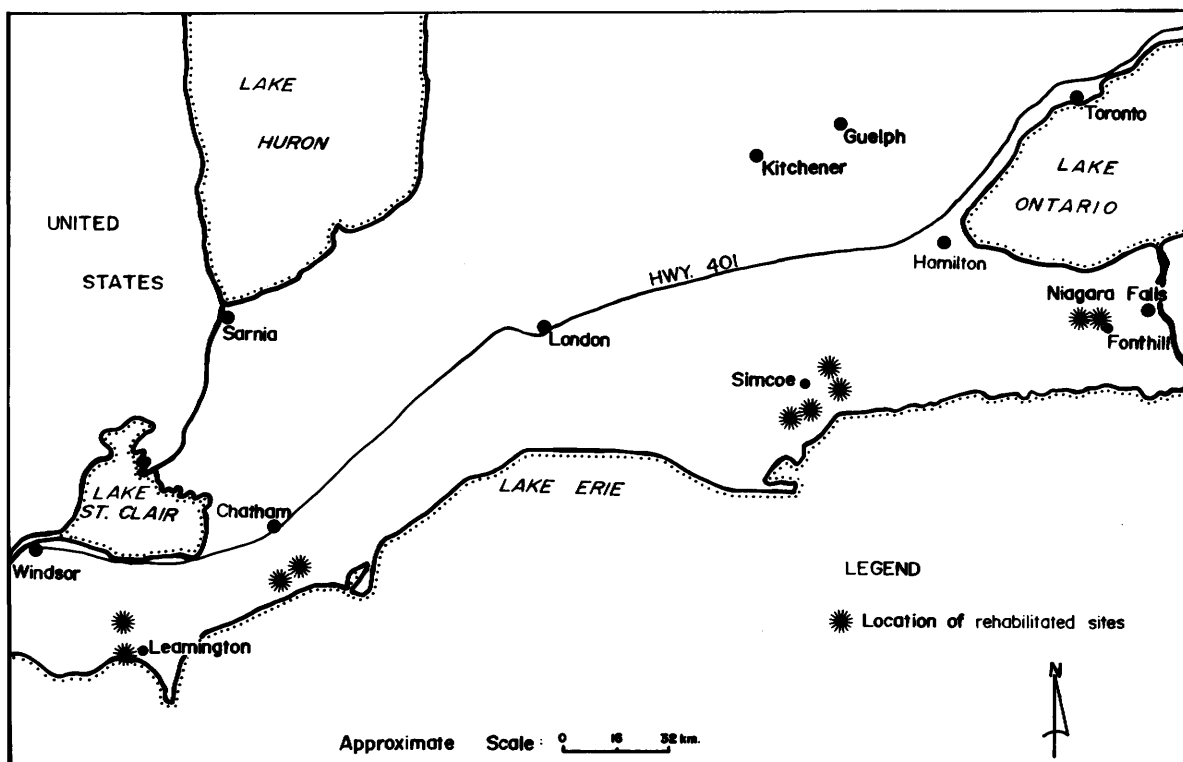 LAKE
HURON
Toronto
Guelph
Kitchener
LAKE
ONTARIO
UNITED
STATES
HWY. 401
Hamilton
Niagara Falls
Sarnia
London
Fonthill
Simcoe
LAKE ERIE
LAKE
ST. CLAIR
Chatham
Windsor
LEGEND
Location of rehabilitated sites
Leamington
N
Approximate Scale: 0 16 32 km.